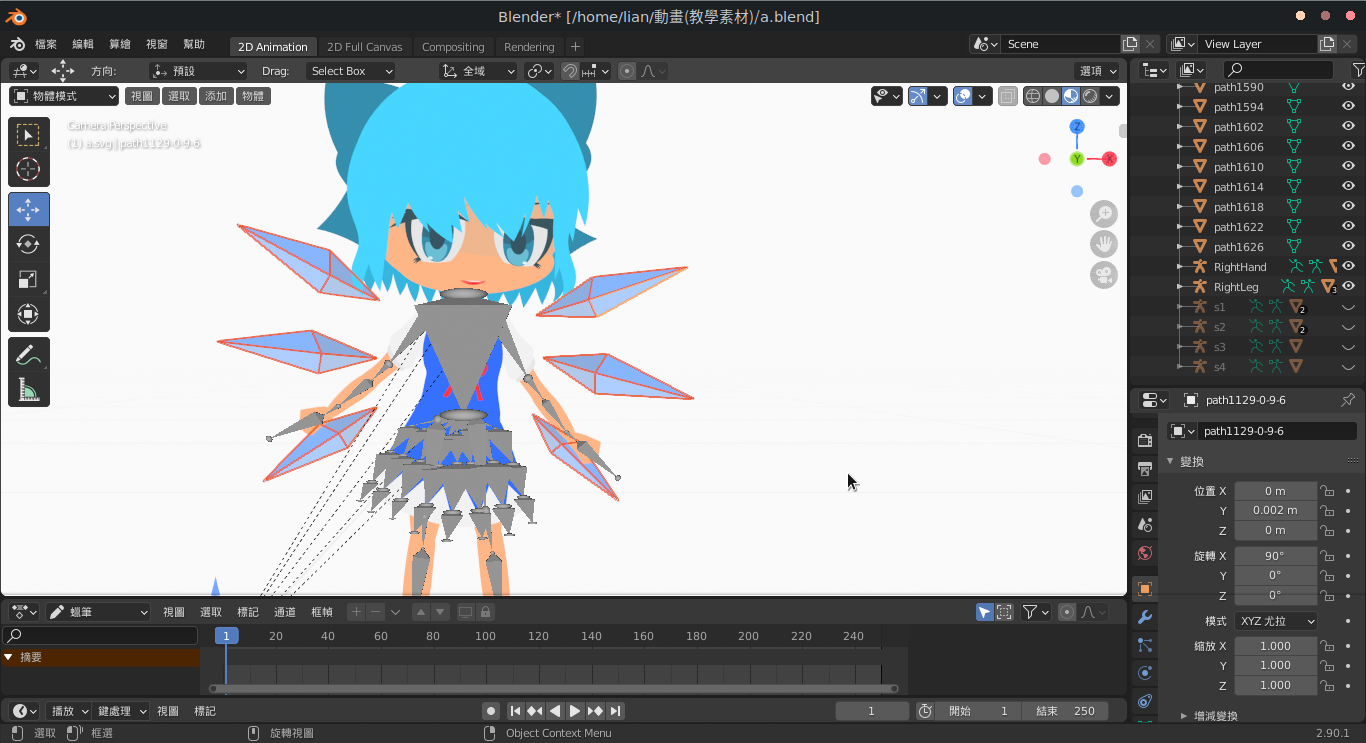 Blender* [/home/lian/動畫(教學素材)/a.blend]
檔案 編輯 算繪 視窗 幫助 2D Animation 2D Full Canvas Compositing Rendering + Scene View Layer
方向: 預設 Drag: Select Box 全域 選項
物體模式 視圖 選取 添加 物體
Camera Perspective
(1) a.svg | path1129-0-9-6
Z
Y
X
path1590
path1594
path1602
path1606
path1610
path1614
path1618
path1622
path1626
RightHand
RightLeg 3
s1 2
s2 2
s3
s4
path1129-0-9-6
path1129-0-9-6
變換
位置 X 0 m
Y 0.002 m
Z 0 m
旋轉 X 90°
Y 0°
Z 0°
模式 XYZ 尤拉
縮放 X 1.000
Y 1.000
Z 1.000
增減變換
蠟筆 視圖 選取 標記 通道 框幀
1 20 40 60 80 100 120 140 160 180 200 220 240
摘要
播放 鍵處理 視圖 標記 1 開始 1 結束 250
選取 框選 旋轉視圖 Object Context Menu 2.90.1